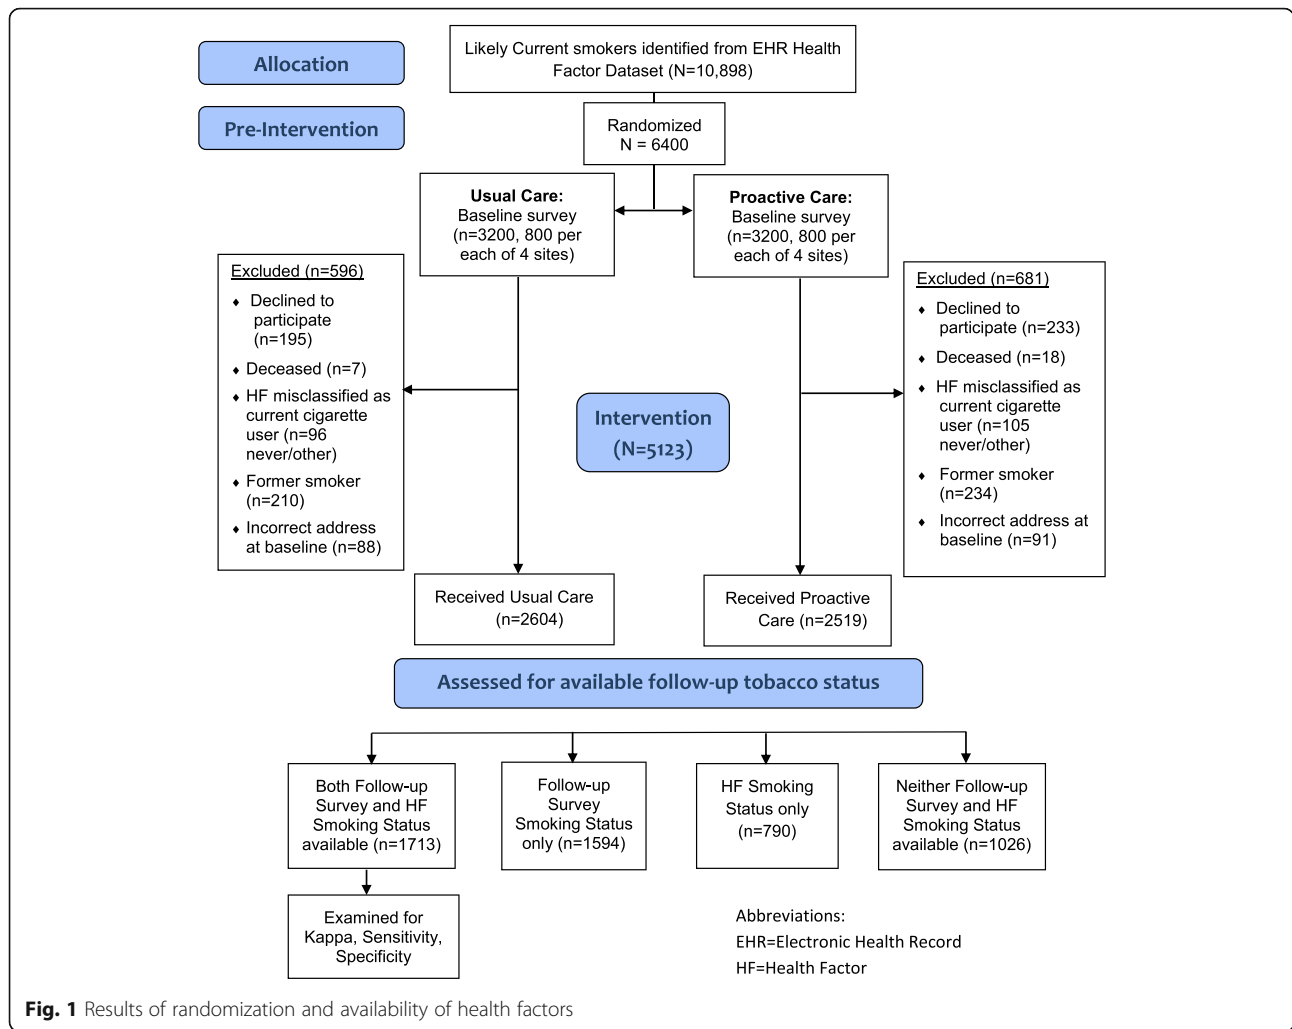 Allocation
Likely Current smokers identified from EHR Health
Factor Dataset (N=10,898)
Pre-Intervention
Randomized
N = 6400
Usual Care:
Baseline survey
(n=3200, 800 per
each of 4 sites)
Proactive Care:
Baseline survey
(n=3200, 800 per
each of 4 sites)
Excluded (n=596)
♦ Declined to
participate
(n=195)
♦ Deceased (n=7)
♦ HF misclassified as
current cigarette
user (n=96
never/other)
♦ Former smoker
(n=210)
♦ Incorrect address
at baseline (n=88)
Excluded (n=681)
♦ Declined to
participate (n=233)
♦ Deceased (n=18)
♦ HF misclassified as
current cigarette
user (n=105
never/other)
♦ Former smoker
(n=234)
♦ Incorrect address at
baseline (n=91)
Intervention
(N=5123)
Received Usual Care
(n=2604)
Received Proactive
Care (n=2519)
Assessed for available follow-up tobacco status
Both Follow-up
Survey and HF
Smoking Status
available (n=1713)
Follow-up
Survey
Smoking Status
only (n=1594)
HF Smoking
Status only
(n=790)
Neither Follow-up
Survey and HF
Smoking Status
available (n=1026)
Examined for
Kappa, Sensitivity,
Specificity
Abbreviations:
EHR=Electronic Health Record
HF=Health Factor
Fig. 1 Results of randomization and availability of health factors